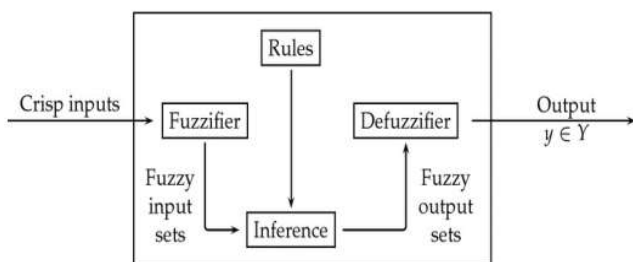 Rules
Crisp inputs
Fuzzifier
Defuzzifier
Output
y ∈ Y
Fuzzy
input
sets
Inference
Fuzzy
output
sets